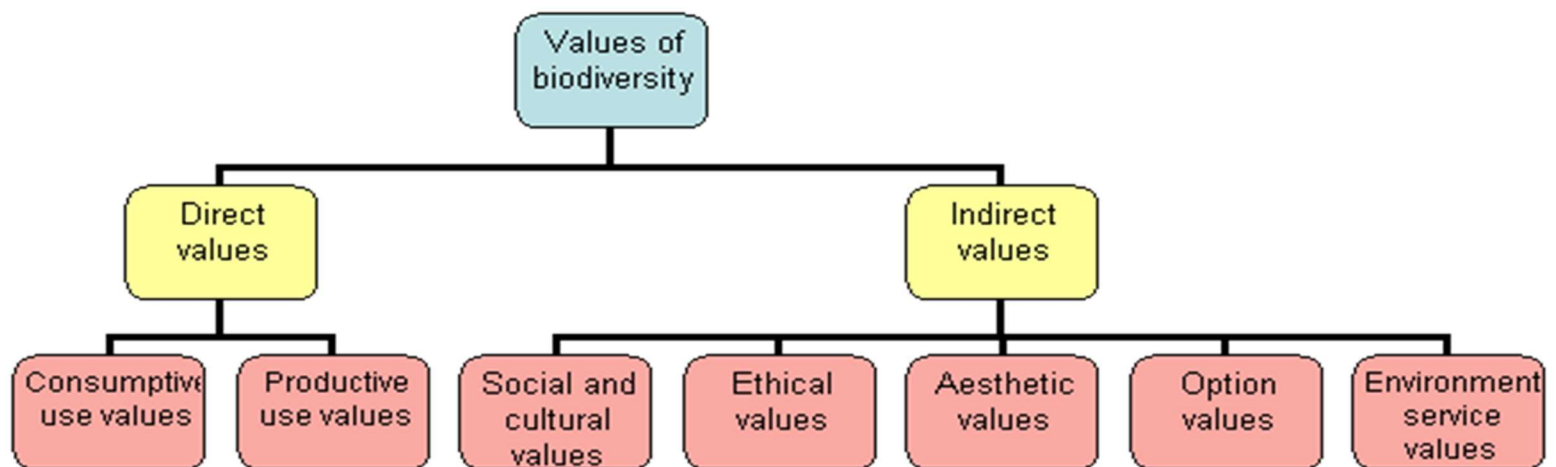 Values of
biodiversity
Direct
values
Indirect
values
Consumptive
use values
Productive
use values
Social and
cultural
values
Ethical
values
Aesthetic
values
Option
values
Environment
service
values